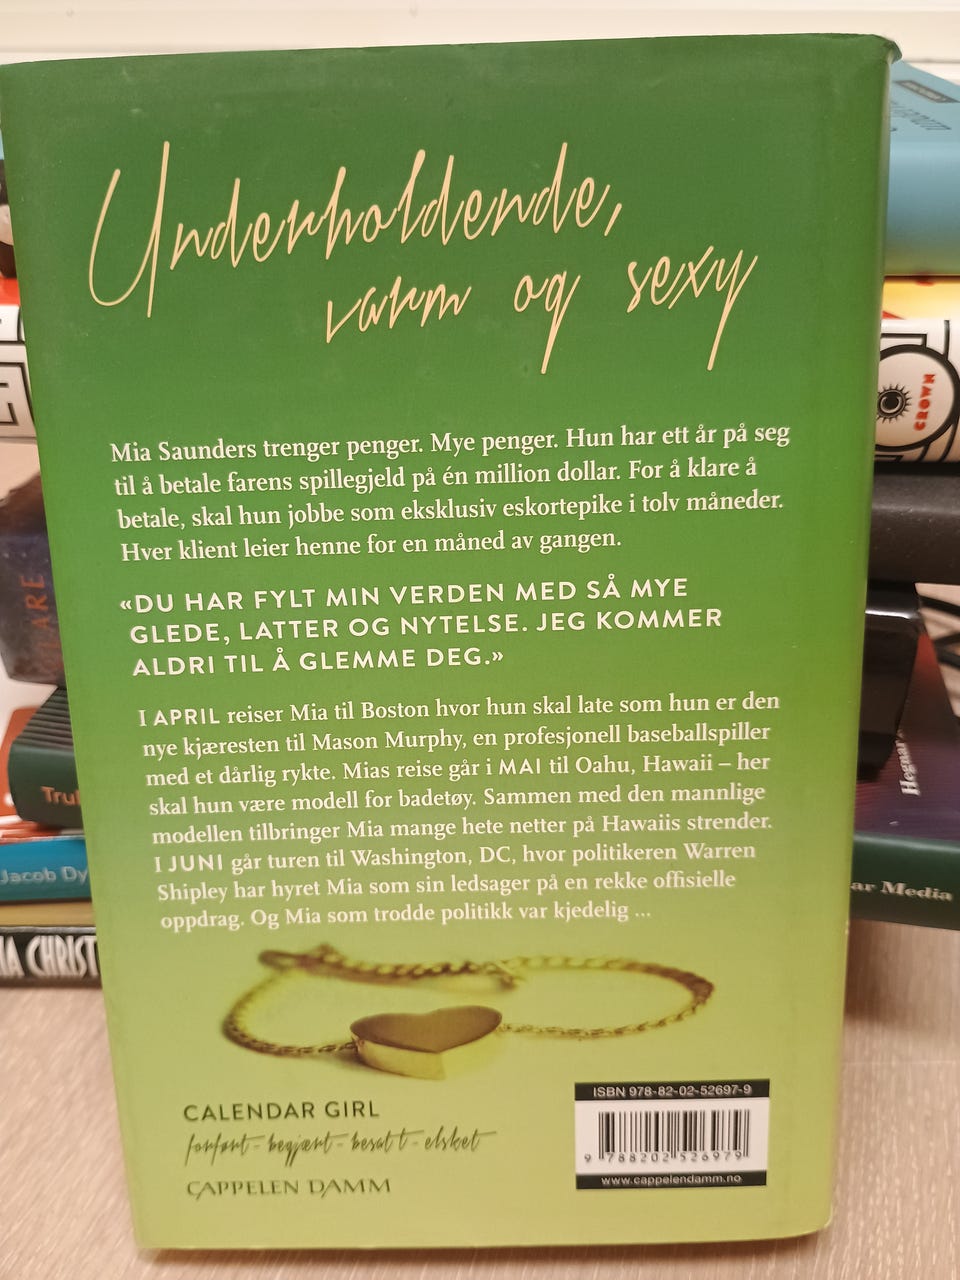 Underholdende,
varm og sexy
Mia Saunders trenger penger. Mye penger. Hun har ett år på seg
til å betale farens spillegjeld på én million dollar. For å klare å
betale, skal hun jobbe som eksklusiv eskortepike i tolv måneder.
Hver klient leier henne for en måned av gangen.
«DU HAR FYLT MIN VERDEN MED SÅ MYE
GLEDE, LATTER OG NYTELSE. JEG KOMMER
ALDRI TIL Å GLEMME DEG.»
I APRIL reiser Mia til Boston hvor hun skal late som hun er den
nye kjæresten til Mason Murphy, en profesjonell baseballspiller
med et dårlig rykte. Mias reise går i MAI til Oahu, Hawaii – her
skal hun være modell for badetøy. Sammen med den mannlige
modellen tilbringer Mia mange hete netter på Hawaiis strender.
I JUNI går turen til Washington, DC, hvor politikeren Warren
Shipley har hyret Mia som sin ledsager på en rekke offisielle
oppdrag. Og Mia som trodde politikk var kjedelig ...
CALENDAR GIRL
forført – begjært – besatt – elsket
CAPPELEN DAMM
ISBN 978-82-02-52697-9
9 788202 526979
www.cappelendamm.no
CROWN
Hegnar
ar Media
Jacob Dy
IA CHRIST